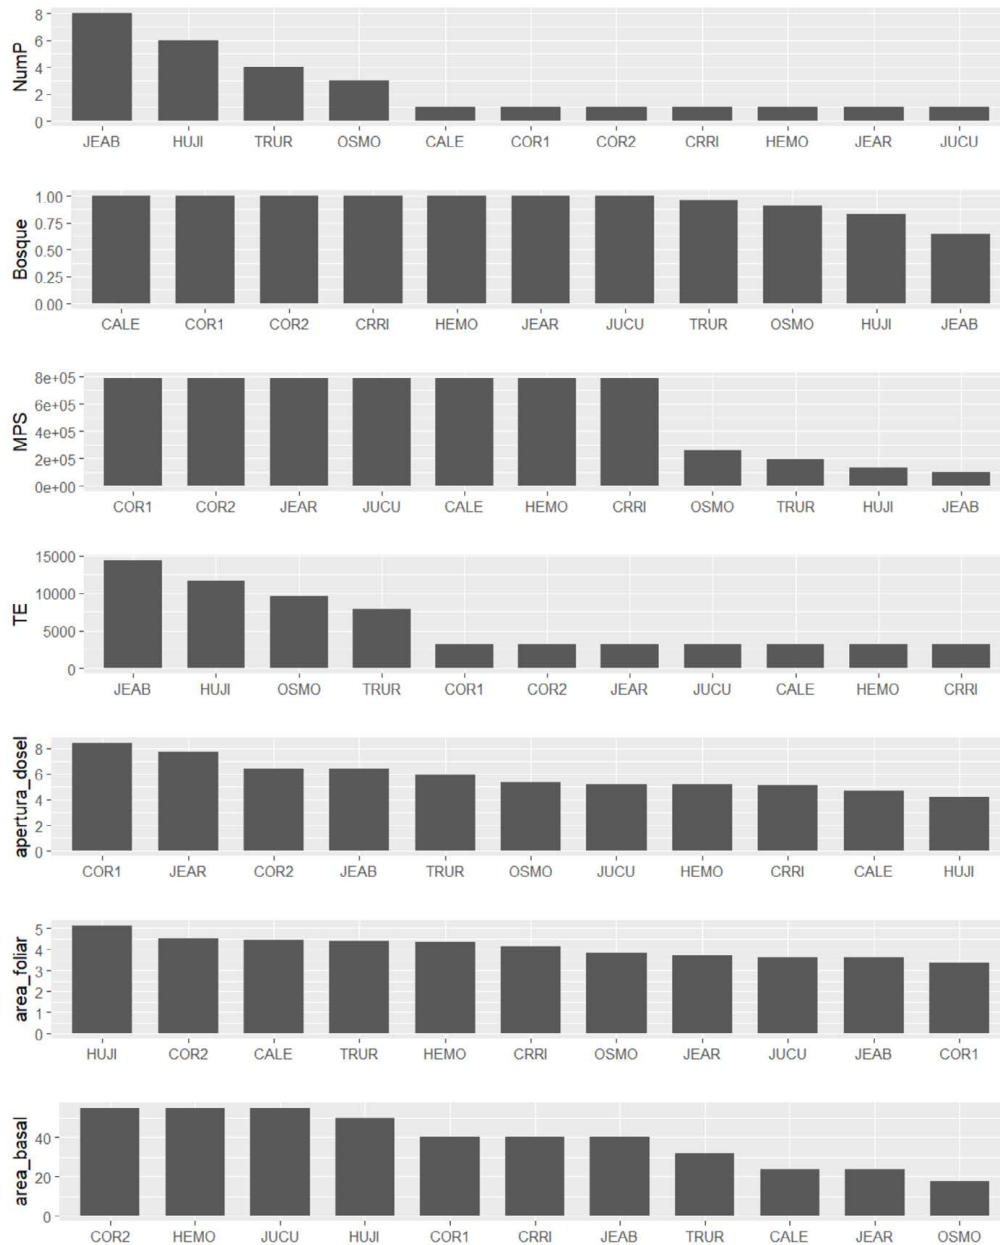 NumP
8
6
4
2
0
JEAB HUJI TRUR OSMO CALE COR1 COR2 CRRI HEMO JEAR JUCU
Bosque
1.00
0.75
0.50
0.25
0.00
CALE COR1 COR2 CRRI HEMO JEAR JUCU TRUR OSMO HUJI JEAB
MPS
8e+05
6e+05
4e+05
2e+05
0e+00
COR1 COR2 JEAR JUCU CALE HEMO CRRI OSMO TRUR HUJI JEAB
TE
15000
10000
5000
0
JEAB HUJI OSMO TRUR COR1 COR2 JEAR JUCU CALE HEMO CRRI
apertura_dosel
8
6
4
2
0
COR1 JEAR COR2 JEAB TRUR OSMO JUCU HEMO CRRI CALE HUJI
area_foliar
5
4
3
2
1
0
HUJI COR2 CALE TRUR HEMO CRRI OSMO JEAR JUCU JEAB COR1
area_basal
40
20
0
COR2 HEMO JUCU HUJI COR1 CRRI JEAB TRUR CALE JEAR OSMO